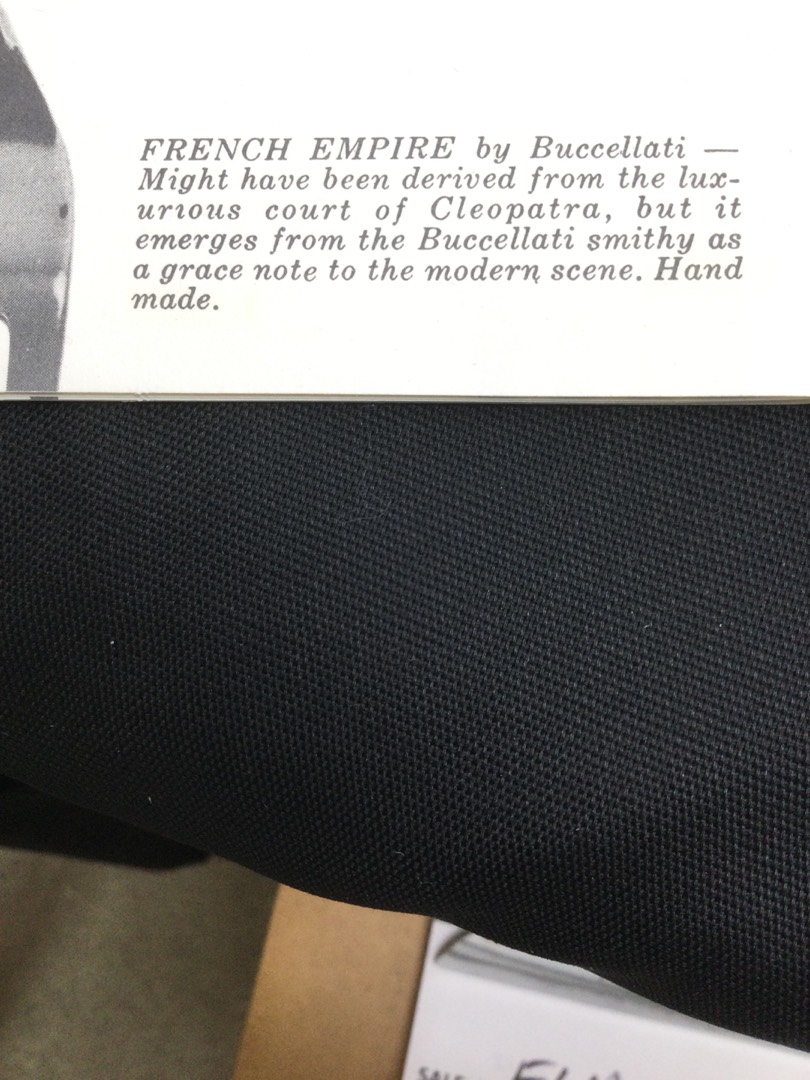 FRENCH EMPIRE by Buccellati —
Might have been derived from the lux-
urious court of Cleopatra, but it
emerges from the Buccellati smithy as
a grace note to the modern scene. Hand
made.